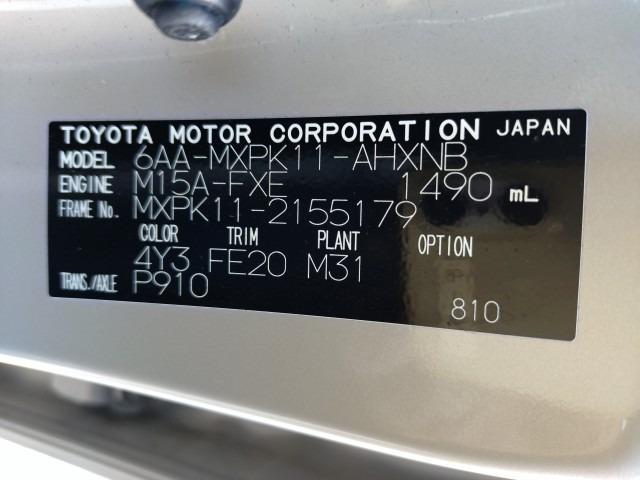 TOYOTA MOTOR CORPORATION JAPAN
MODEL 6AA-MXPK11-AHXNB
ENGINE M15A-FXE 1490 mL
FRAME No. MXPK11-2155179
COLOR TRIM PLANT OPTION
4Y3 FE20 M31
TRANS./AXLE P910
810